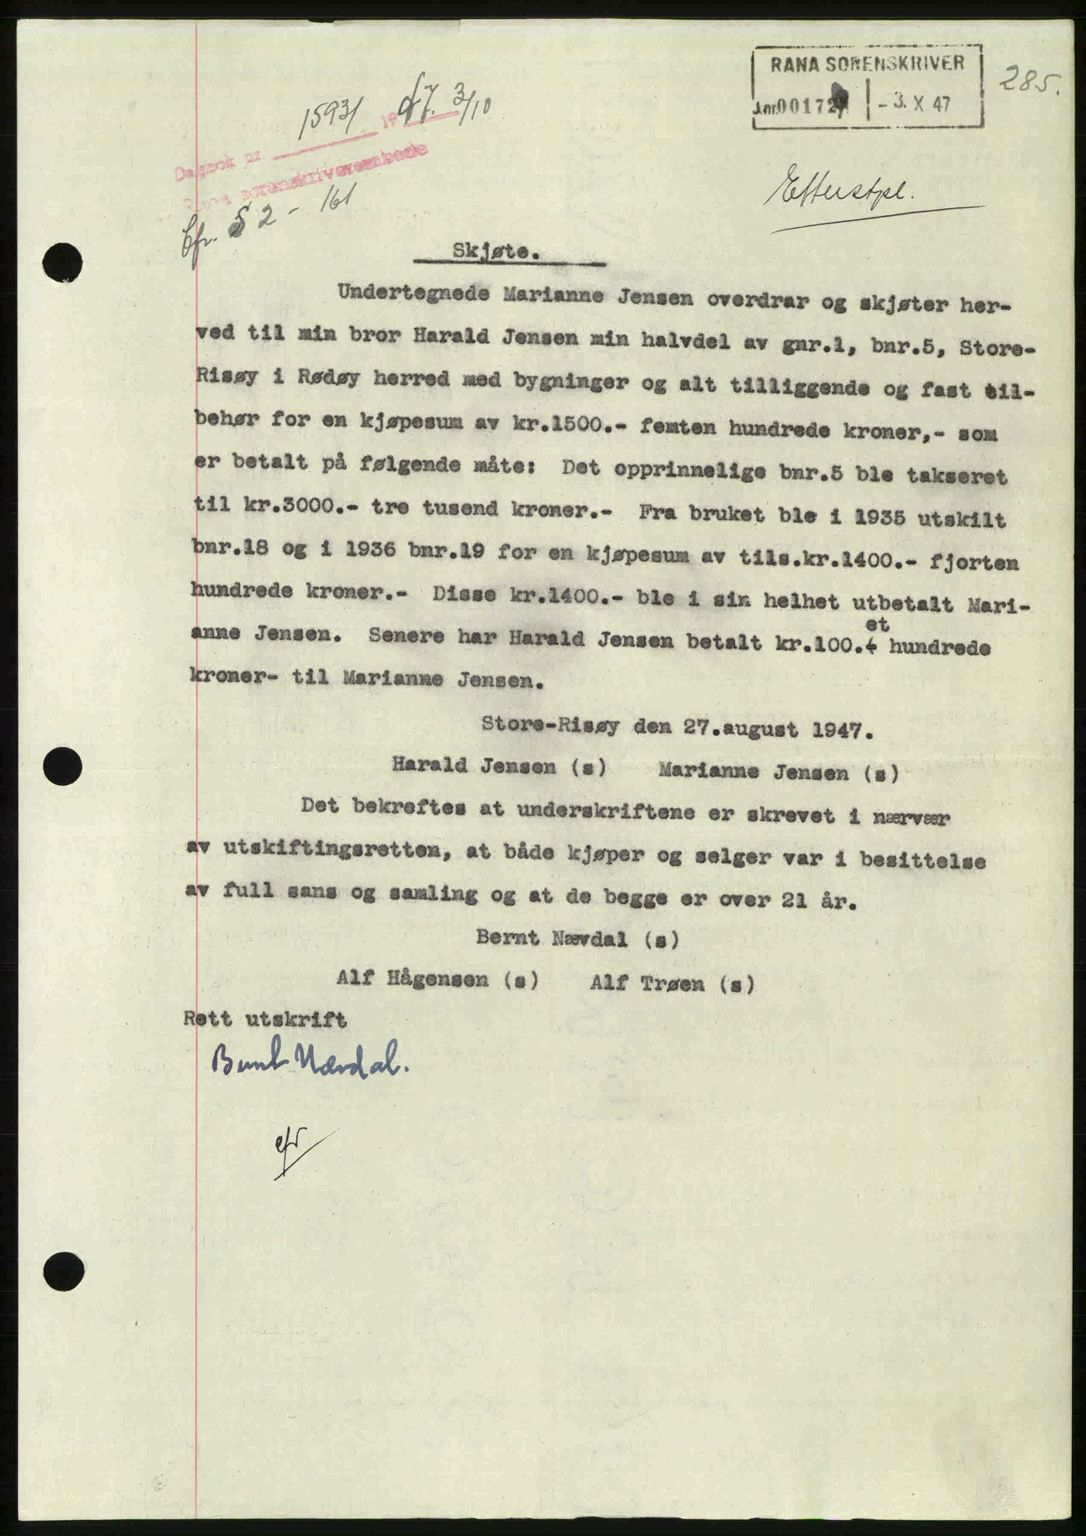 RANA SORENSKRIVER
J.nr. 00172 - 3. X 47
285.
Dagbok nr. 1593/ 1947. 3/10
Rana sorenskriverembede
Cfr. S 2 - 161
Efterstpl.
Skjøte.
Undertegnede Marianne Jensen overdrar og skjøter her-
ved til min bror Harald Jensen min halvdel av gnr.1, bnr.5, Store-
Risøy i Rødøy herred med bygninger og alt tilliggende og fast til-
behør for en kjøpesum av kr.1500.- femten hundrede kroner,- som
er betalt på følgende måte: Det opprinnelige bnr.5 ble takseret
til kr.3000.- tre tusend kroner.- Fra bruket ble i 1935 utskilt
bnr.18 og i 1936 bnr.19 for en kjøpesum av tils.kr.1400.- fjorten
hundrede kroner.- Disse kr.1400.- ble i sin helhet utbetalt Mari-
anne Jensen. Senere har Harald Jensen betalt kr.100.- et hundrede
kroner- til Marianne Jensen.
Store-Risøy den 27.august 1947.
Harald Jensen (s) Marianne Jensen (s)
Det bekreftes at underskriftene er skrevet i nærvær
av utskiftingsretten, at både kjøper og selger var i besittelse
av full sans og samling og at de begge er over 21 år.
Bernt Nævdal (s)
Alf Hågensen (s) Alf Trøen (s)
Rett utskrift
Bernt Nævdal.
cfr